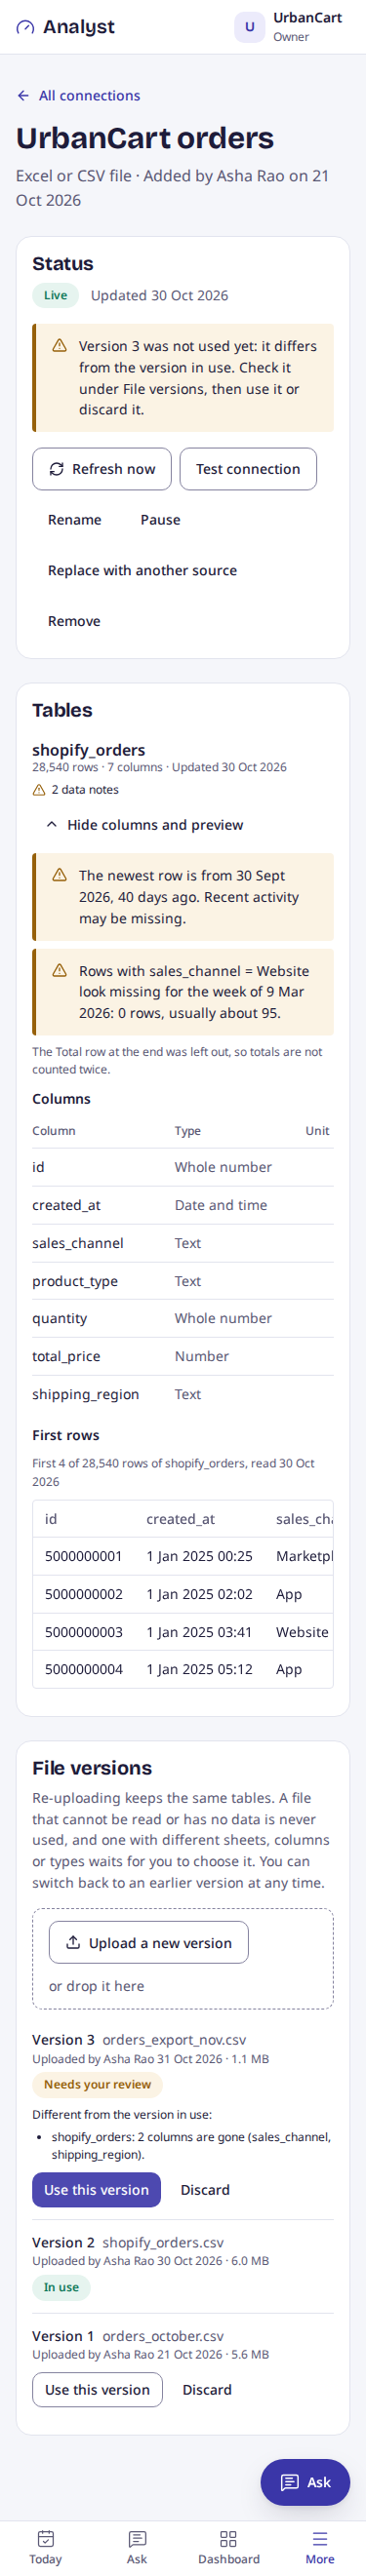 Analyst
U
UrbanCart
Owner
All connections
UrbanCart orders
Excel or CSV file · Added by Asha Rao on 21
Oct 2026
Status
Live
Updated 30 Oct 2026
Version 3 was not used yet: it differs
from the version in use. Check it
under File versions, then use it or
discard it.
Refresh now
Test connection
Rename
Pause
Replace with another source
Remove
Tables
shopify_orders
28,540 rows · 7 columns · Updated 30 Oct 2026
2 data notes
Hide columns and preview
The newest row is from 30 Sept
2026, 40 days ago. Recent activity
may be missing.
Rows with sales_channel = Website
look missing for the week of 9 Mar
2026: 0 rows, usually about 95.
The Total row at the end was left out, so totals are not
counted twice.
Columns
Column Type Unit
id Whole number
created_at Date and time
sales_channel Text
product_type Text
quantity Whole number
total_price Number
shipping_region Text
First rows
First 4 of 28,540 rows of shopify_orders, read 30 Oct
2026
id created_at sales_cha
5000000001 1 Jan 2025 00:25 Marketpl
5000000002 1 Jan 2025 02:02 App
5000000003 1 Jan 2025 03:41 Website
5000000004 1 Jan 2025 05:12 App
File versions
Re-uploading keeps the same tables. A file
that cannot be read or has no data is never
used, and one with different sheets, columns
or types waits for you to choose it. You can
switch back to an earlier version at any time.
Upload a new version
or drop it here
Version 3 orders_export_nov.csv
Uploaded by Asha Rao 31 Oct 2026 · 1.1 MB
Needs your review
Different from the version in use:
• shopify_orders: 2 columns are gone (sales_channel,
shipping_region).
Use this version
Discard
Version 2 shopify_orders.csv
Uploaded by Asha Rao 30 Oct 2026 · 6.0 MB
In use
Version 1 orders_october.csv
Uploaded by Asha Rao 21 Oct 2026 · 5.6 MB
Use this version
Discard
Ask
Today
Ask
Dashboard
More